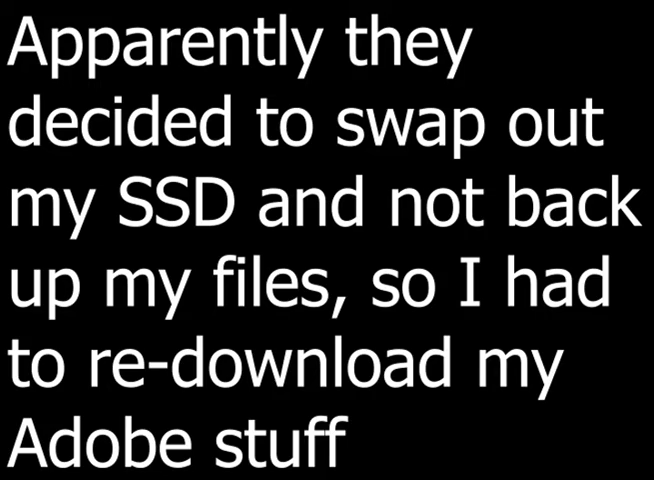 Apparently they
decided to swap out
my SSD and not back
up my files, so I had
to re-download my
Adobe stuff